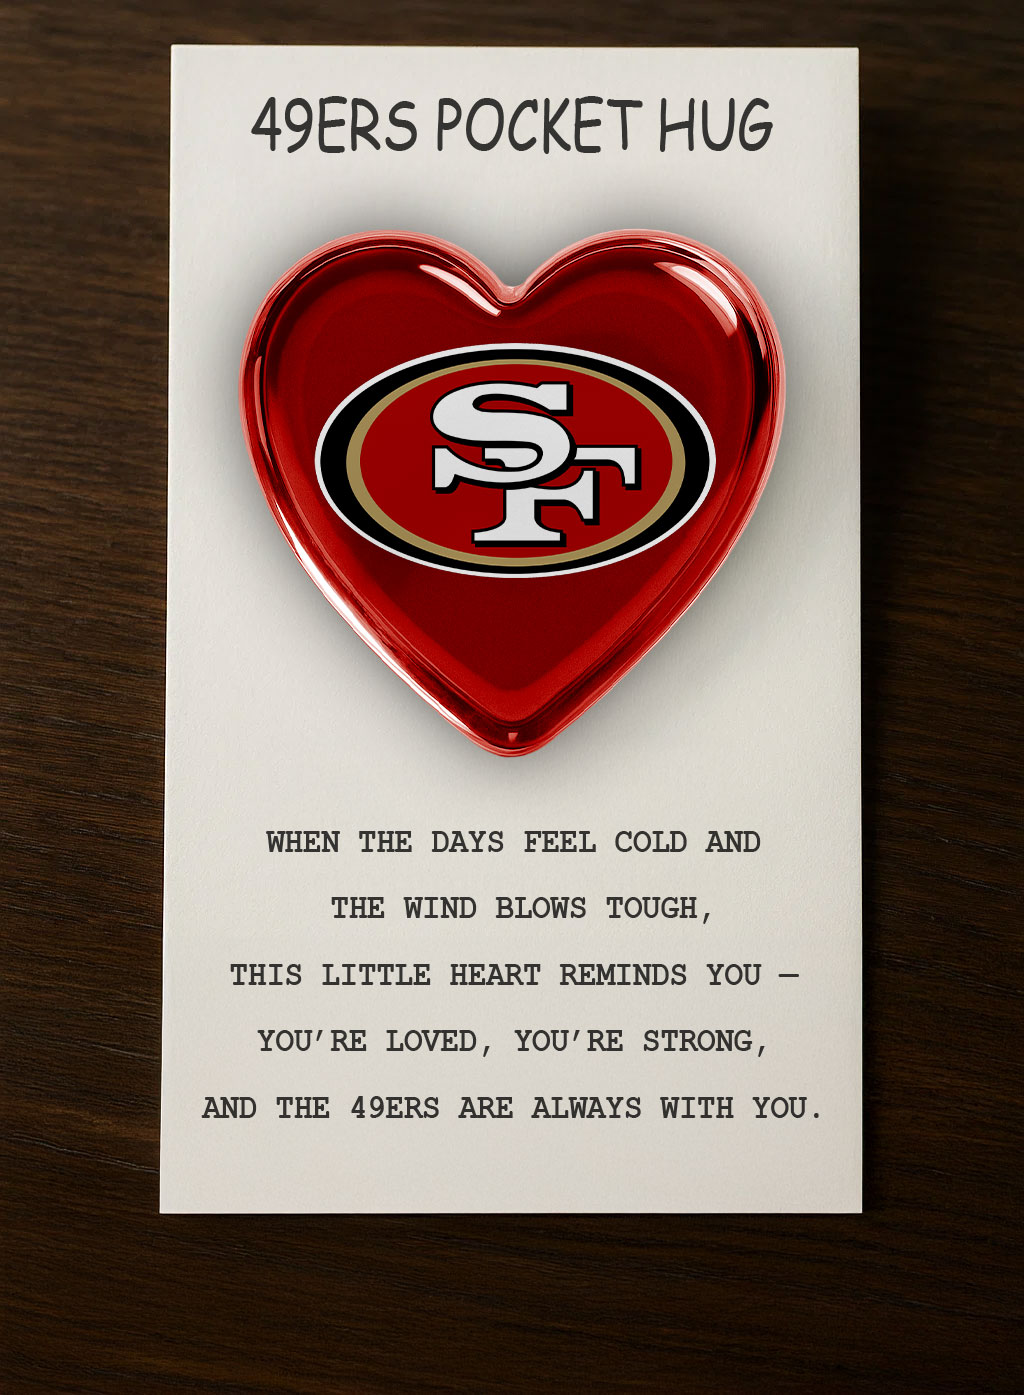 49ERS POCKET HUG
SF
WHEN THE DAYS FEEL COLD AND
THE WIND BLOWS TOUGH,
THIS LITTLE HEART REMINDS YOU —
YOU’RE LOVED, YOU’RE STRONG,
AND THE 49ERS ARE ALWAYS WITH YOU.